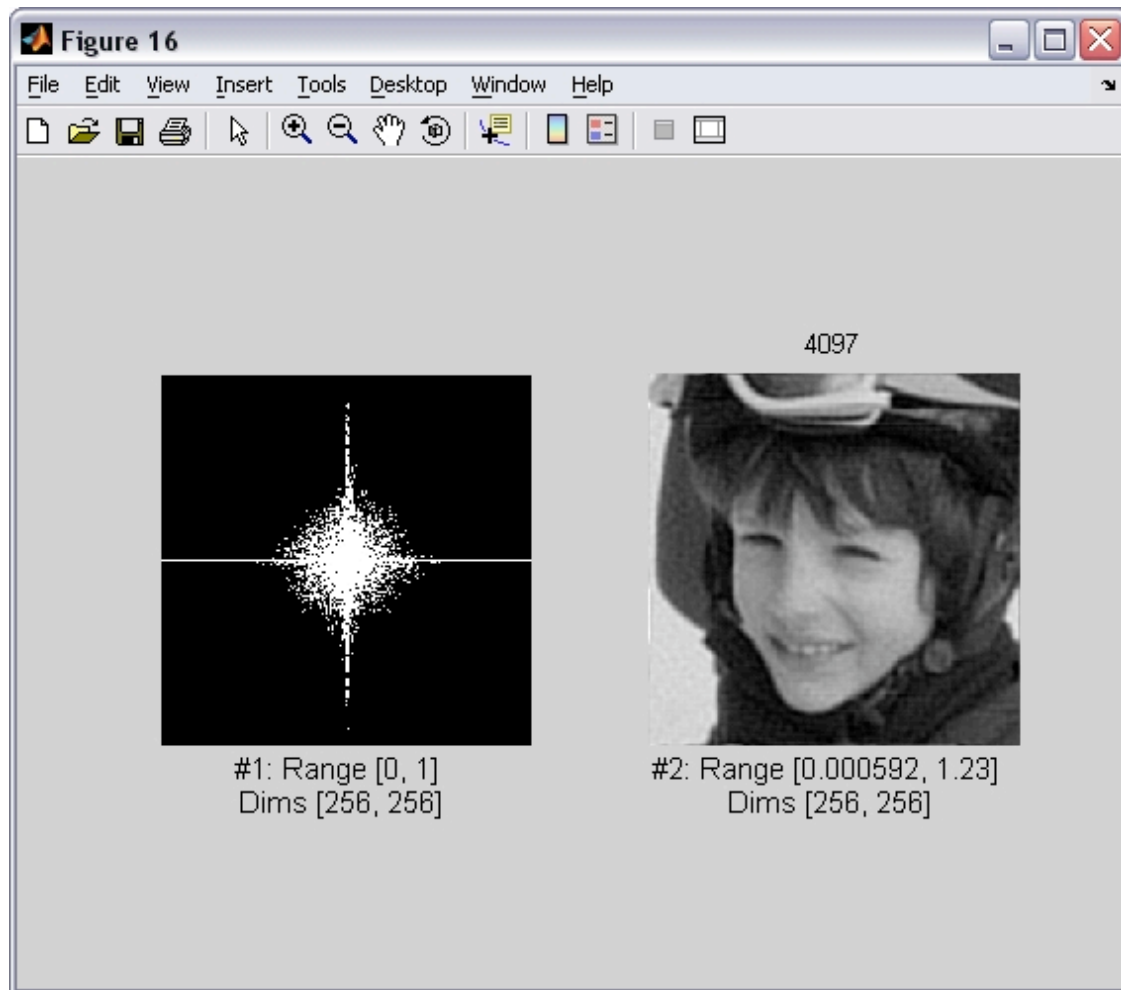 Figure 16
File Edit View Insert Tools Desktop Window Help
4097
#1: Range [0, 1]
Dims [256, 256]
#2: Range [0.000592, 1.23]
Dims [256, 256]